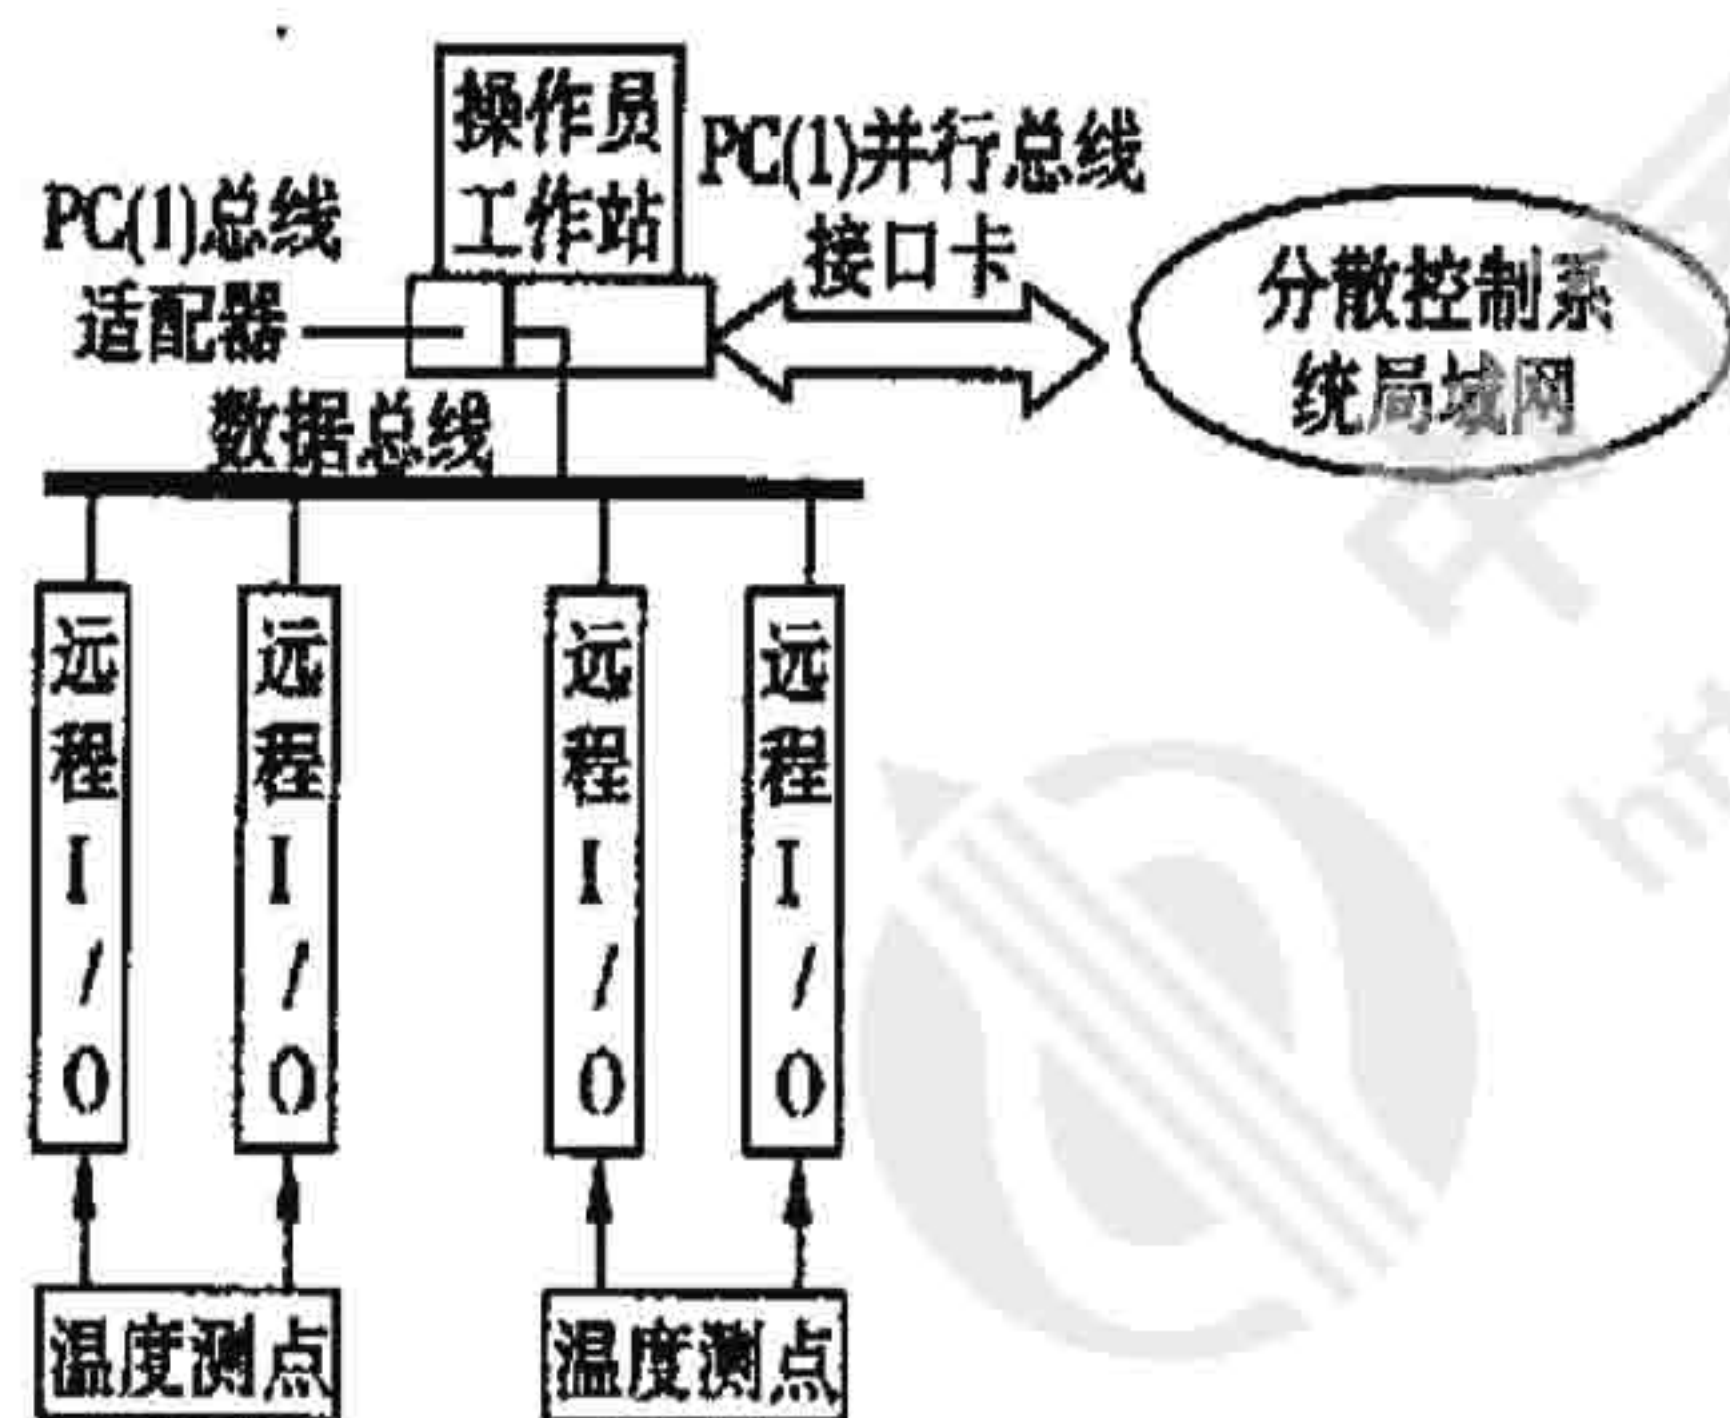 操作员
工作站
PC(1)总线
适配器
PC(1)并行总线
接口卡
分散控制系
统局域网
数据总线
远程I/O
远程I/O
远程I/O
远程I/O
温度测点
温度测点